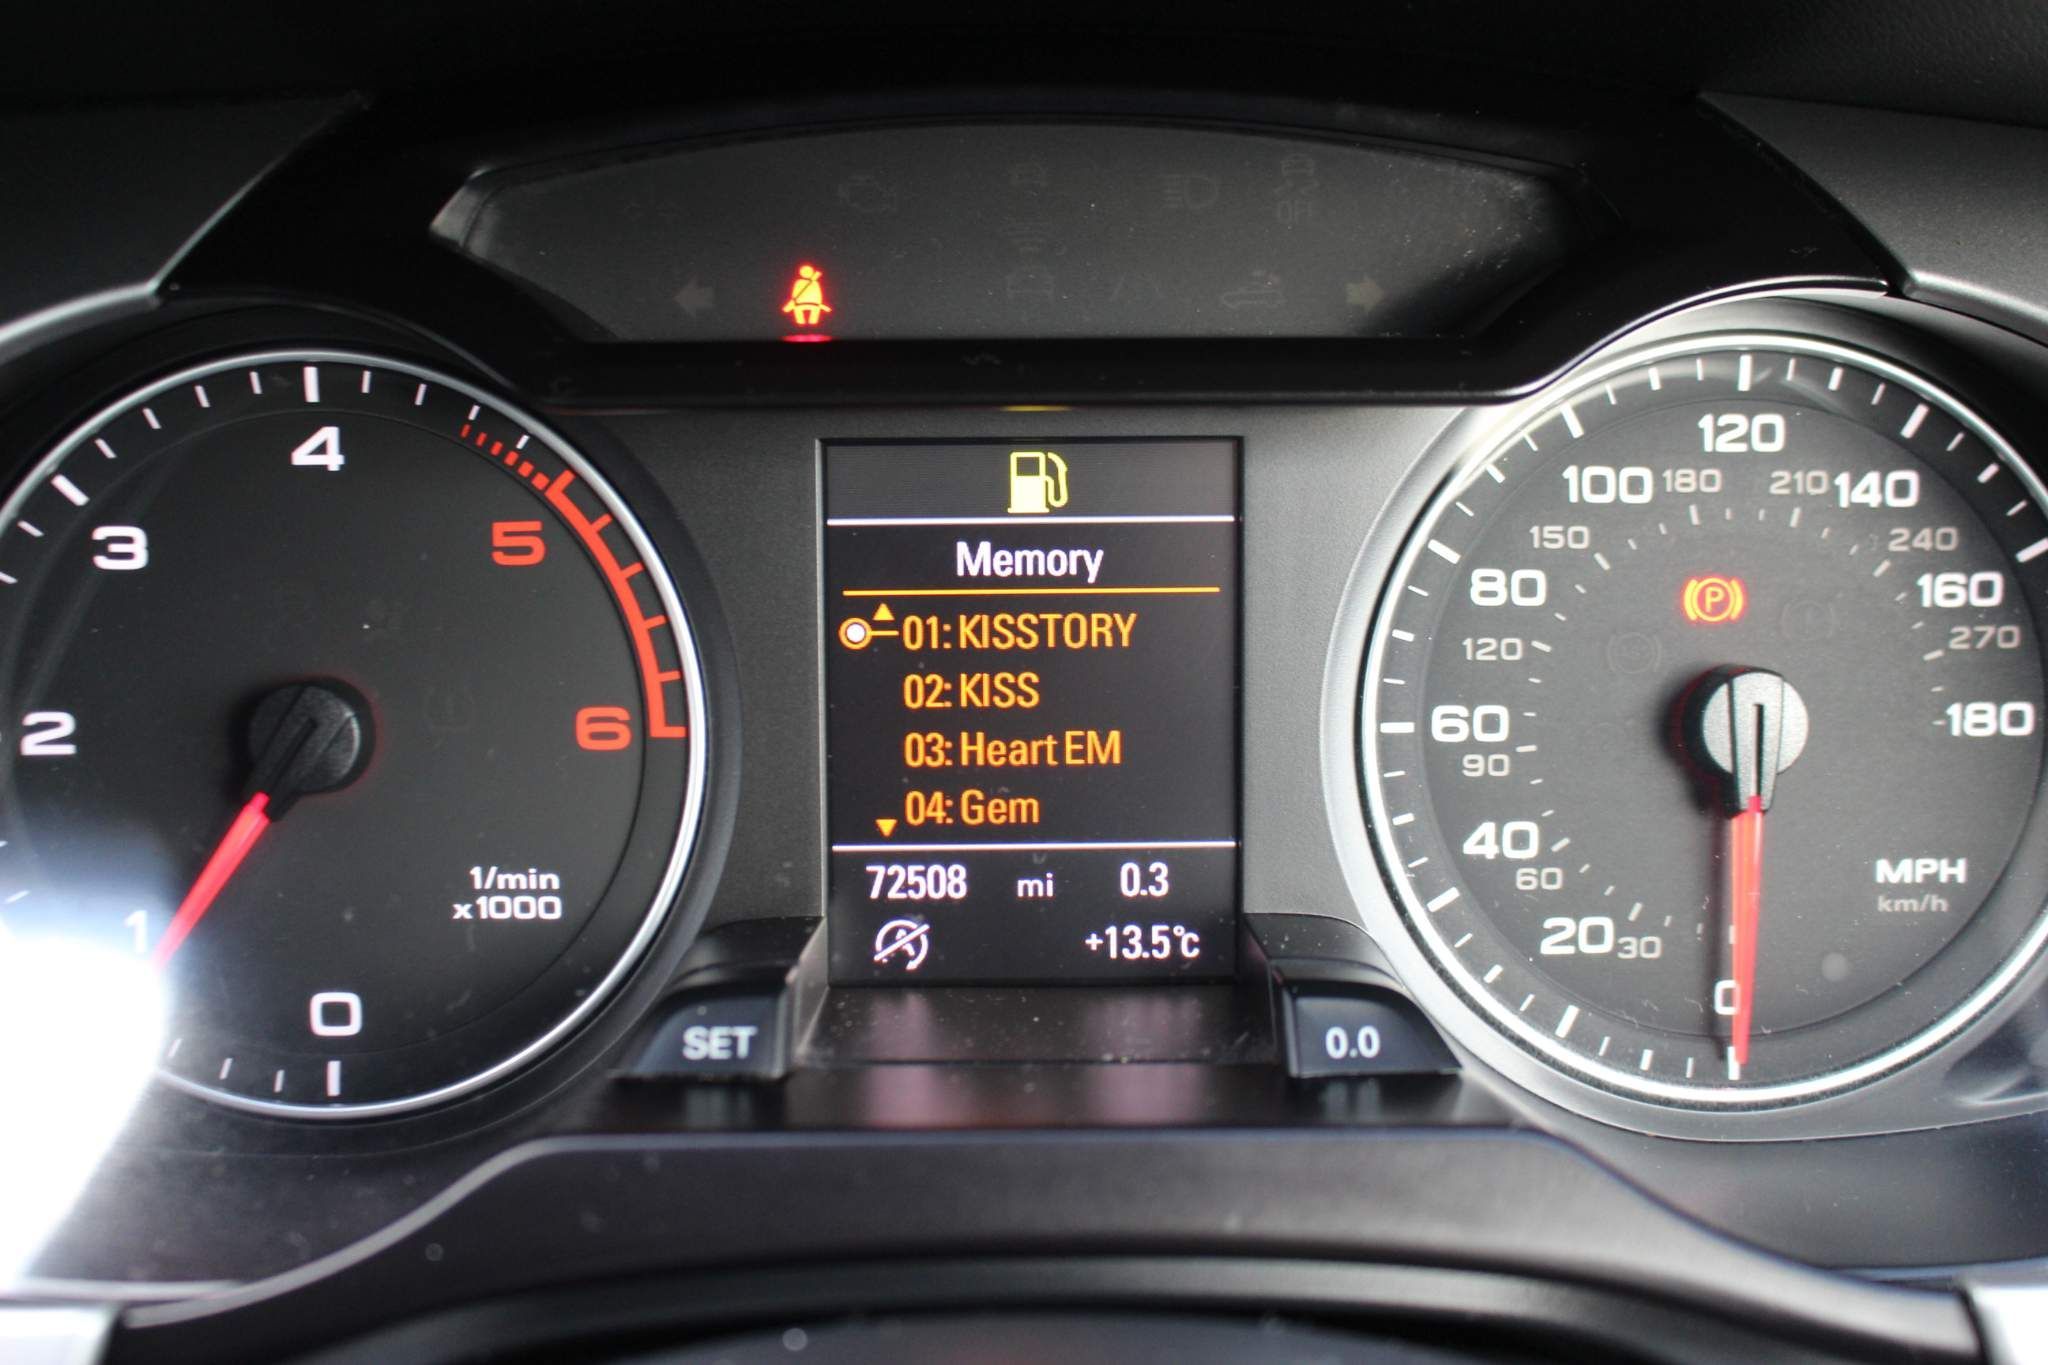 OFF
4
3
5
2
6
1
0
1/min
x1000
Memory
01: KISSTORY
02: KISS
03: Heart EM
04: Gem
72508 mi 0.3
A +13.5°C
SET
0.0
120
100 180 210 140
150 240
80 P 160
120 270
60 180
90
40
60
MPH
km/h
20 30
0